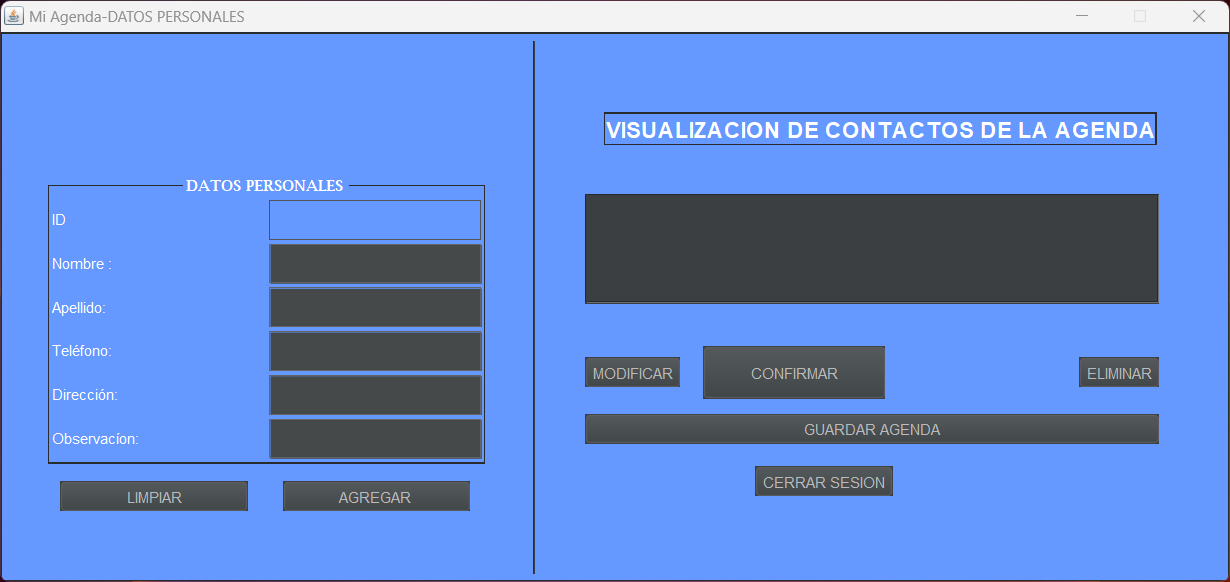 Mi Agenda-DATOS PERSONALES
DATOS PERSONALES
ID
Nombre :
Apellido:
Teléfono:
Dirección:
Observacíon:
LIMPIAR
AGREGAR
VISUALIZACION DE CONTACTOS DE LA AGENDA
MODIFICAR
CONFIRMAR
ELIMINAR
GUARDAR AGENDA
CERRAR SESION